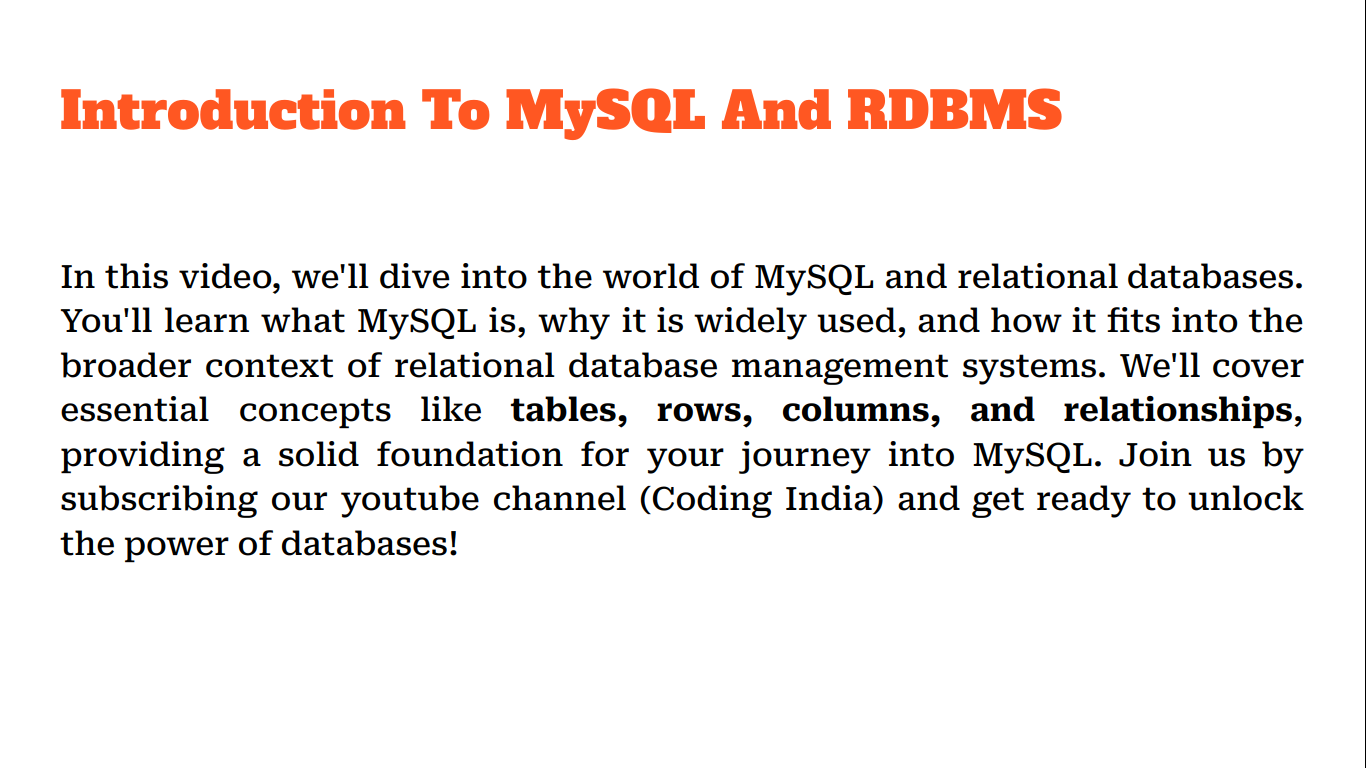 Introduction To MySQL And RDBMS
In this video, we'll dive into the world of MySQL and relational databases.
You'll learn what MySQL is, why it is widely used, and how it fits into the
broader context of relational database management systems. We'll cover
essential concepts like tables, rows, columns, and relationships,
providing a solid foundation for your journey into MySQL. Join us by
subscribing our youtube channel (Coding India) and get ready to unlock
the power of databases!